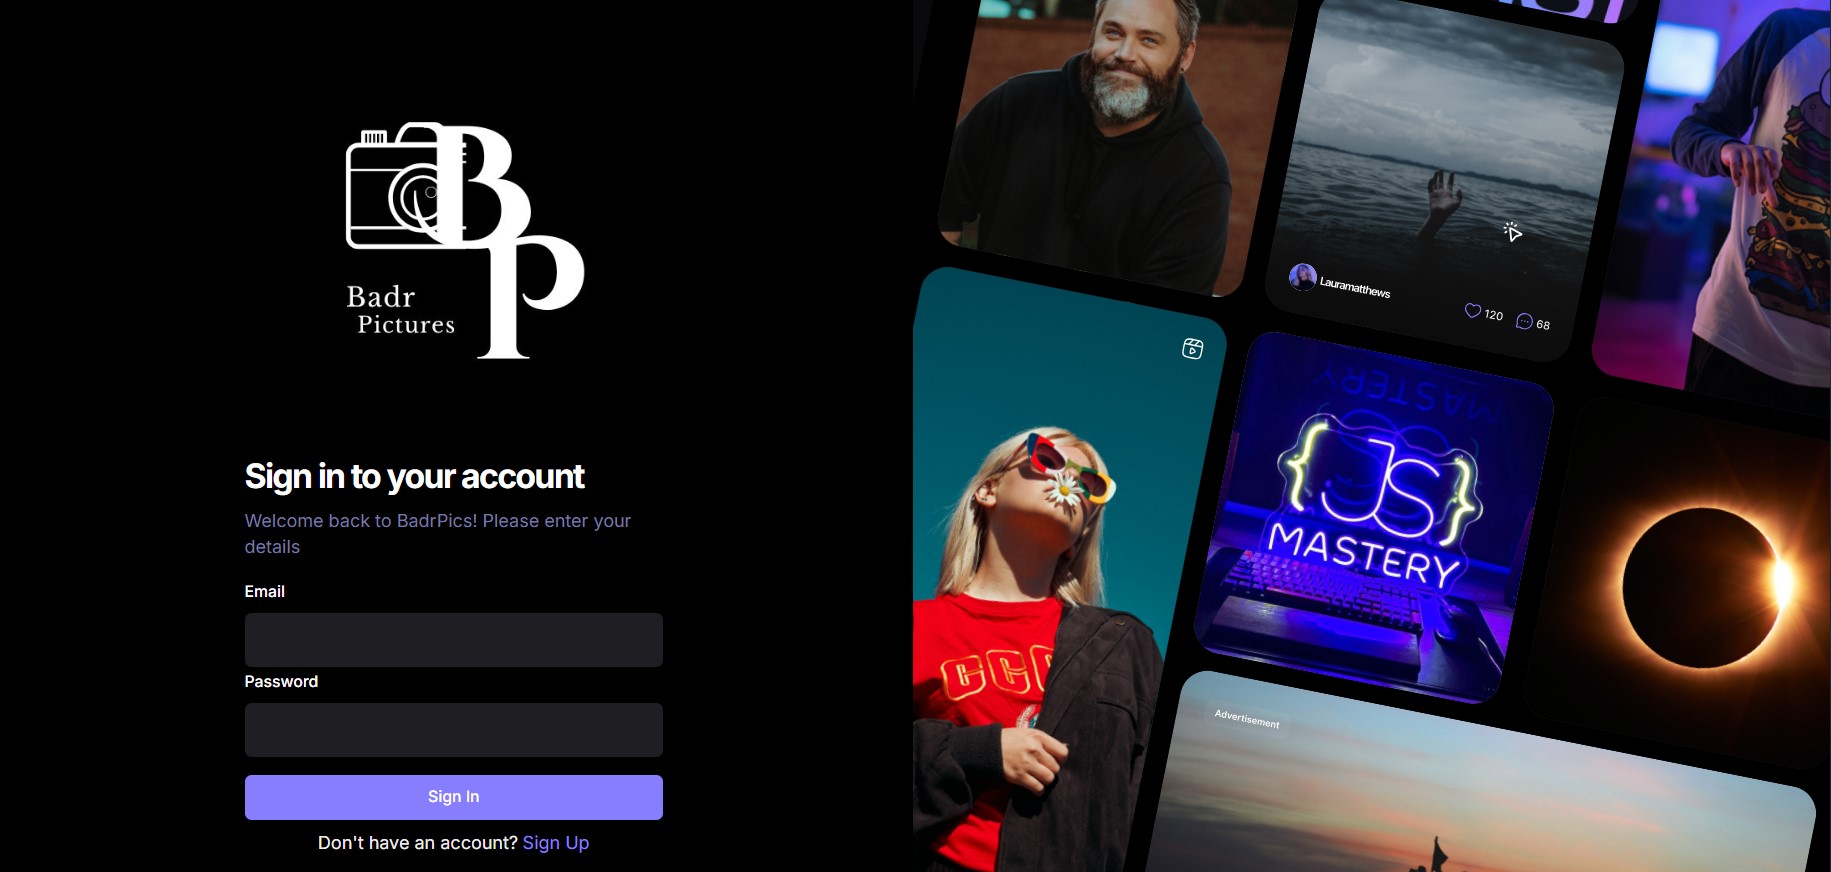 BP
Badr
Pictures
Sign in to your account
Welcome back to BadrPics! Please enter your
details
Email
Password
Sign In
Don't have an account? Sign Up
Lauramatthews
120
68
MASTERY
{JS}
MASTERY
CCC
Advertisement